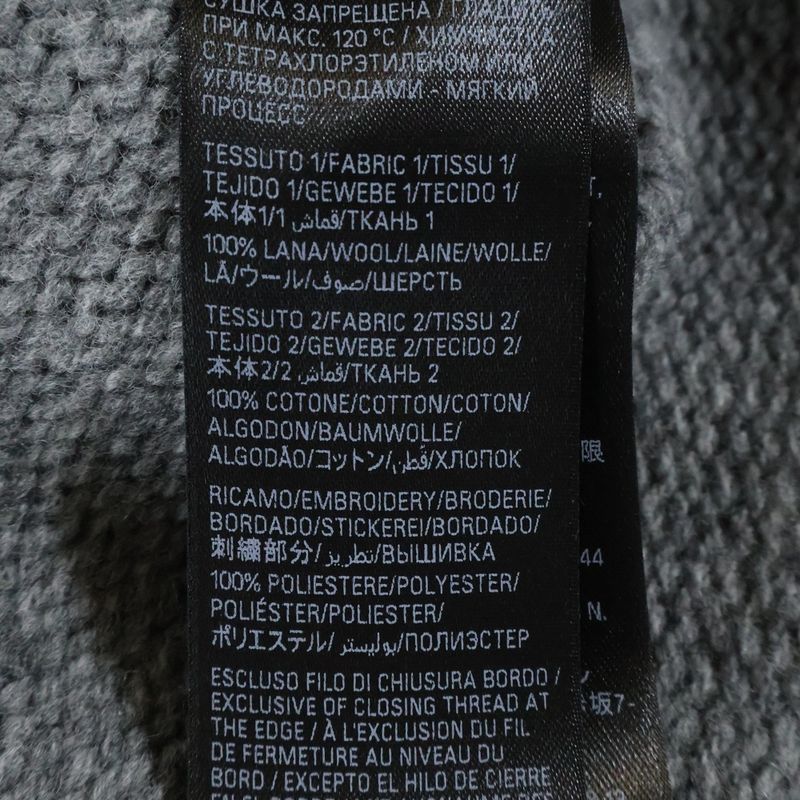 СУШКА ЗАПРЕЩЕНА /
ПРИ МАКС. 120 °C / ХИМЧИСТКА
С ТЕТРАХЛОРЭТИЛЕНОМ ИЛИ
УГЛЕВОДОРОДАМИ - МЯГКИЙ
ПРОЦЕСС
TESSUTO 1/FABRIC 1/TISSU 1/
TEJIDO 1/GEWEBE 1/TECIDO 1/
本体1/1 قماش/ТКАНЬ 1
100% LANA/WOOL/LAINE/WOLLE/
LÃ/ウール/صوف/ШЕРСТЬ
TESSUTO 2/FABRIC 2/TISSU 2/
TEJIDO 2/GEWEBE 2/TECIDO 2/
本体2/2 قماش/ТКАНЬ 2
100% COTONE/COTTON/COTON/
ALGODON/BAUMWOLLE/
ALGODÃO/コットン/قطن/ХЛОПОК
RICAMO/EMBROIDERY/BRODERIE/
BORDADO/STICKEREI/BORDADO/
刺繍部分/تطريز/ВЫШИВКА
100% POLIESTERE/POLYESTER/
POLIÉSTER/POLIESTER/
ポリエステル/بوليستر/ПОЛИЭСТЕР
ESCLUSO FILO DI CHIUSURA BORDO /
EXCLUSIVE OF CLOSING THREAD AT
THE EDGE / À L'EXCLUSION DU FIL
DE FERMETURE AU NIVEAU DU
BORD / EXCEPTO EL HILO DE CIERRE
T.
限
44
N.
坂7-